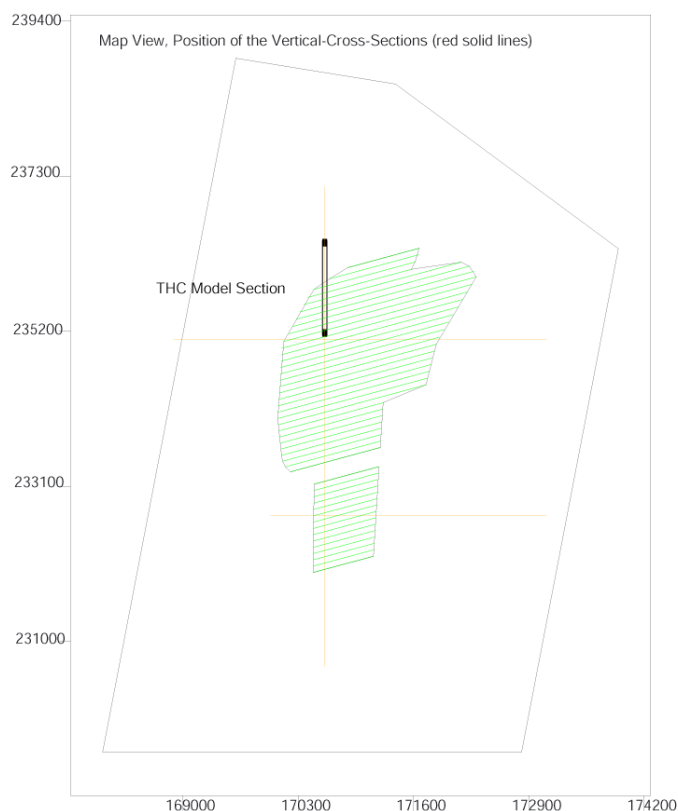 239400
Map View, Position of the Vertical-Cross-Sections (red solid lines)
237300
THC Model Section
235200
233100
231000
169000 170300 171600 172900 174200